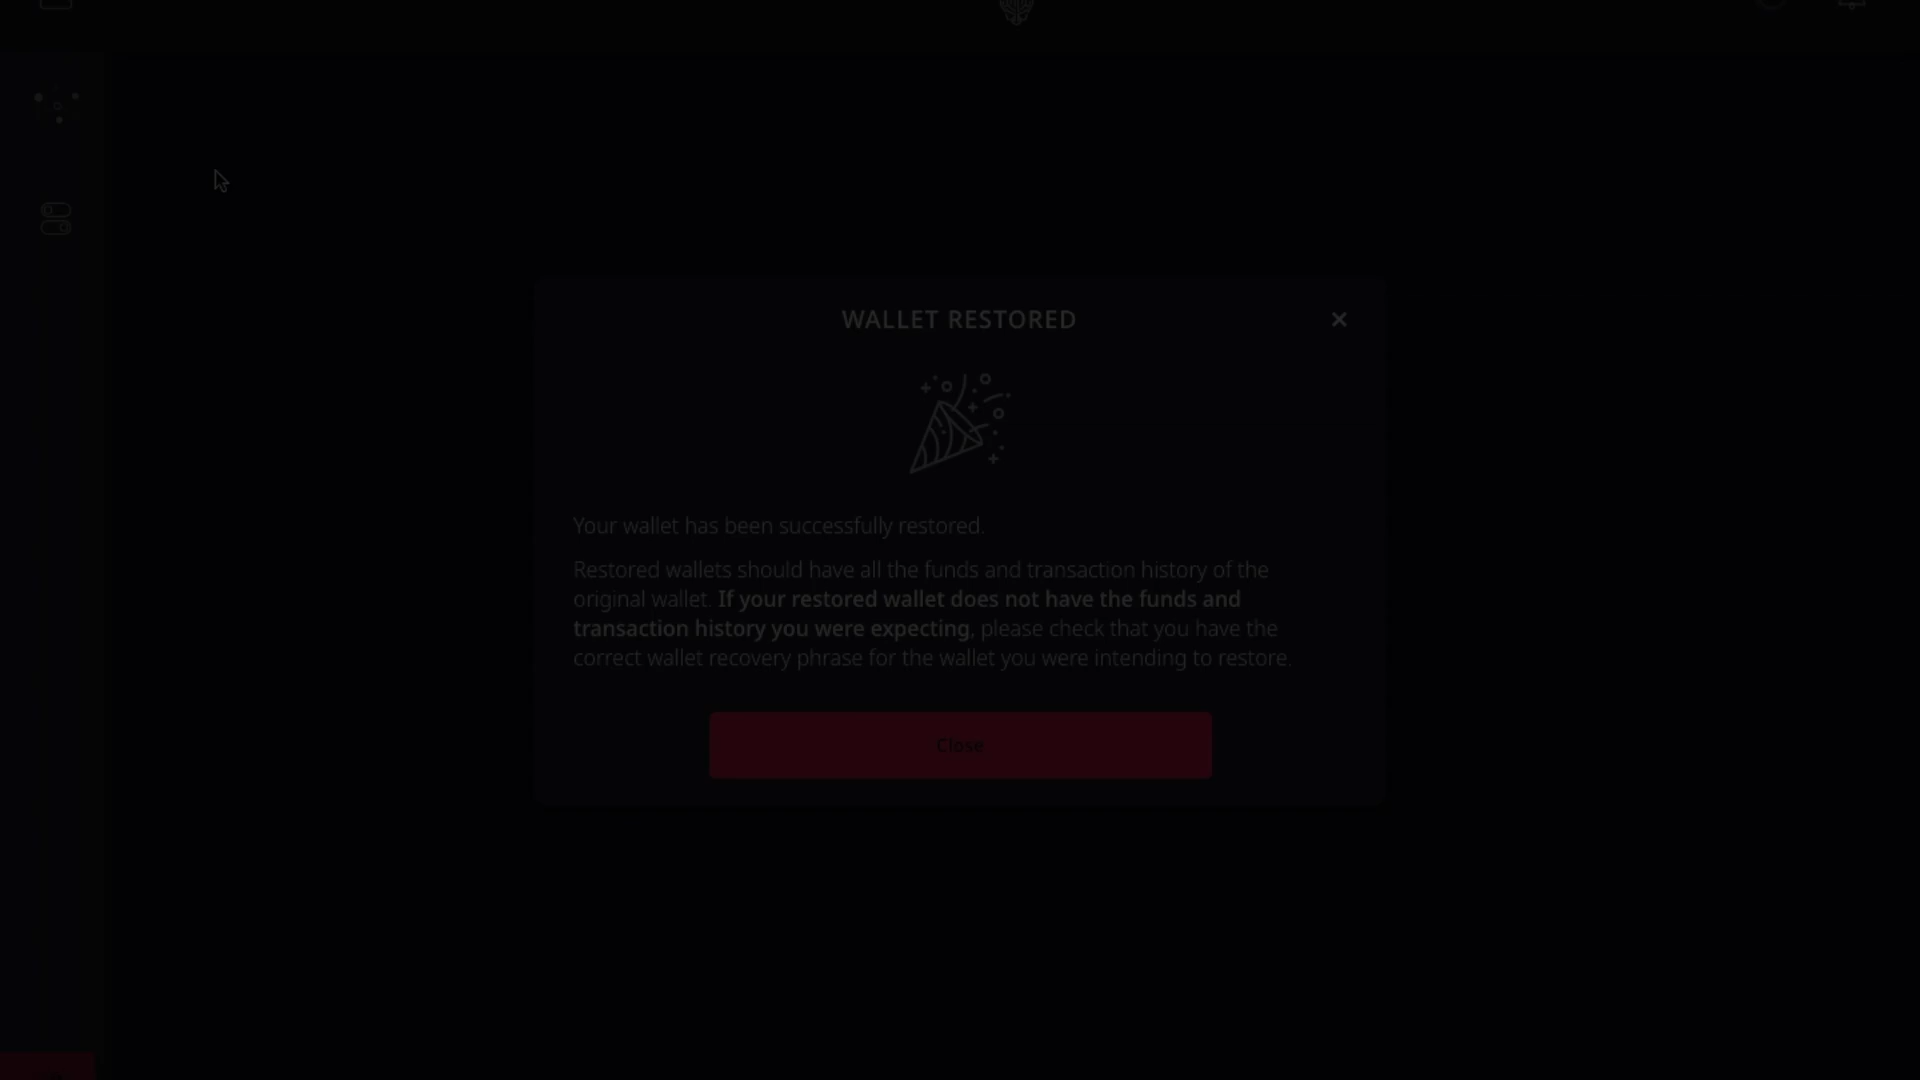 WALLET RESTORED
Your wallet has been successfully restored.
Restored wallets should have all the funds and transaction history of the
original wallet. If your restored wallet does not have the funds and
transaction history you were expecting, please check that you have the
correct wallet recovery phrase for the wallet you were intending to restore.
Close